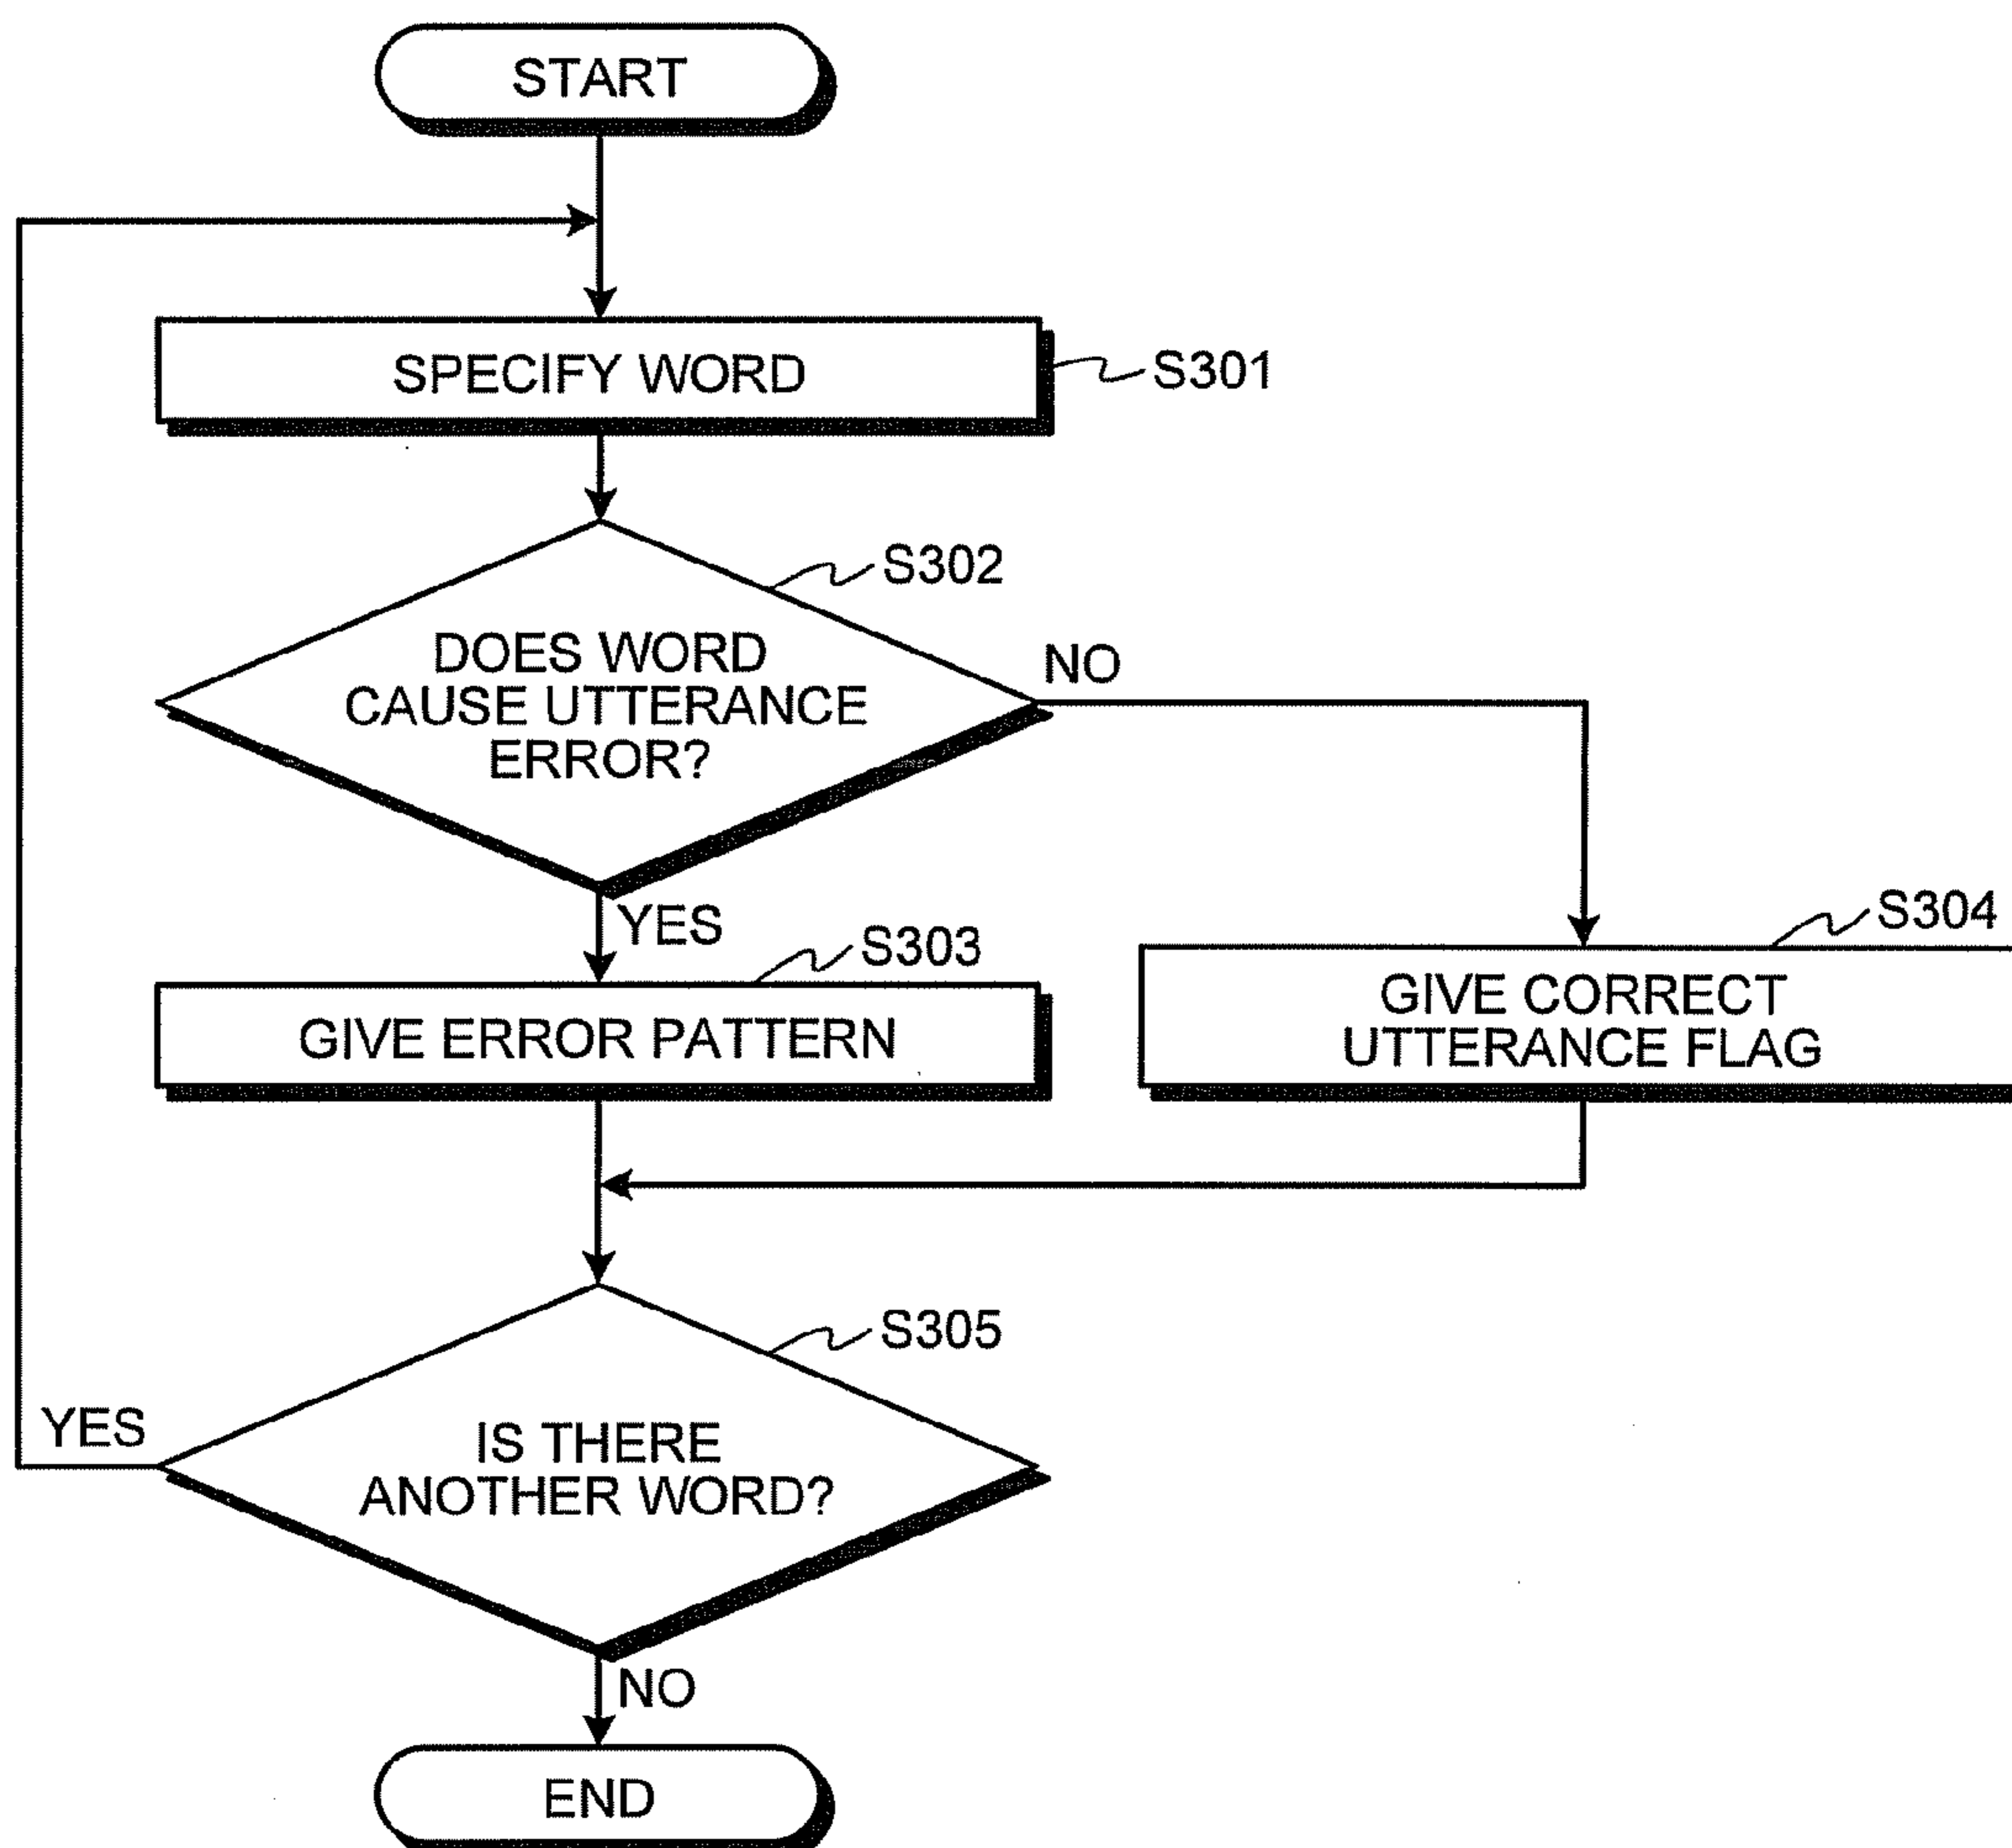 START
SPECIFY WORD
S301
S302
DOES WORD
CAUSE UTTERANCE
ERROR?
NO
YES
S303
GIVE ERROR PATTERN
S304
GIVE CORRECT
UTTERANCE FLAG
S305
IS THERE
ANOTHER WORD?
YES
NO
END